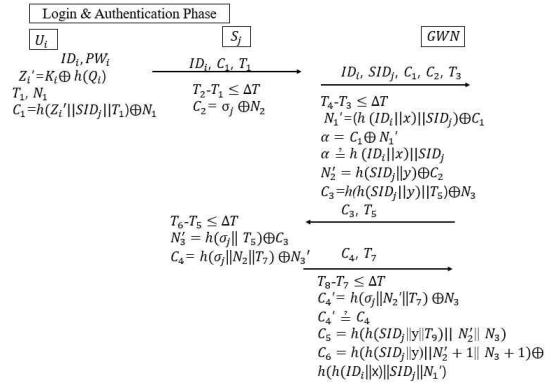 Login & Authentication Phase
U_i
S_j
GWN
ID_i, PW_i
Z_i'=K_i⊕ h(Q_i)
T_1, N_1
C_1=h(Z_i'||SID_j||T_1)⊕N_1
ID_i, C_1, T_1
T_2-T_1 ≤ ΔT
C_2= σ_j ⊕N_2
ID_i, SID_j, C_1, C_2, T_3
T_4-T_3 ≤ ΔT
N_1'=(h (ID_i||x)||SID_j)⊕C_1
α = C_1⊕ N_1'
α ≟ h (ID_i||x)||SID_j
N_2' = h(SID_j||y)⊕C_2
C_3=h(h(SID_j||y)||T_5)⊕N_3
C_3, T_5
T_6-T_5 ≤ ΔT
N_3' = h(σ_j|| T_5)⊕C_3
C_4= h(σ_j||N_2||T_7) ⊕N_3'
C_4, T_7
T_8-T_7 ≤ ΔT
C_4'= h(σ_j||N_2'||T_7) ⊕N_3
C_4' ≟ C_4
C_5 = h(h(SID_j||y||T_9)|| N_2'|| N_3)
C_6 = h(h(SID_j||y)||N_2' + 1|| N_3 + 1)⊕
h(h(ID_i||x)||SID_j||N_1')